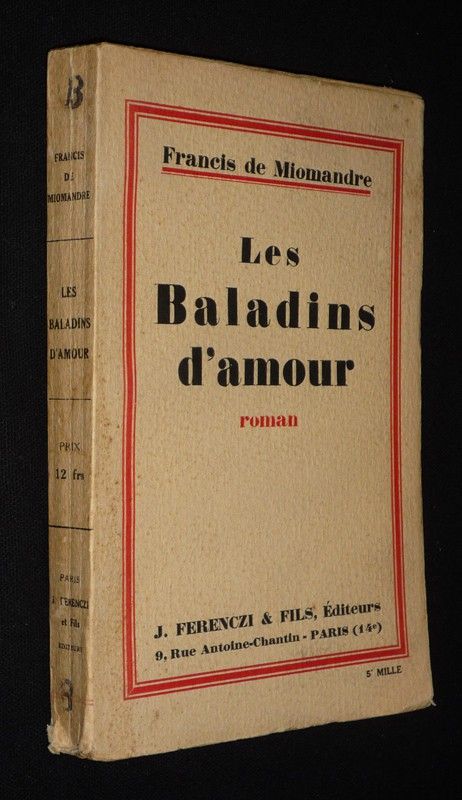 Francis de Miomandre
Les
Baladins
d'amour
roman
J. FERENCZI & FILS, Éditeurs
9, Rue Antoine-Chantin - PARIS (14e)
5e MILLE
B
FRANCIS
DE
MIOMANDRE
LES
BALADINS
D'AMOUR
PRIX
12 frs
PARIS
J. FERENCZI
et Fils